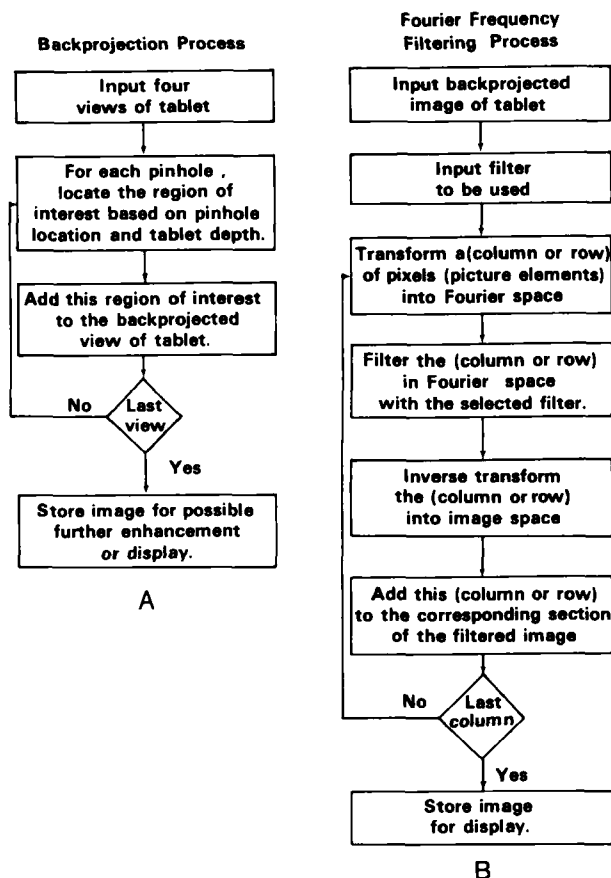 Backprojection Process
Input four
views of tablet
For each pinhole ,
locate the region of
interest based on pinhole
location and tablet depth.
Add this region of interest
to the backprojected
view of tablet.
No
Last
view
Yes
Store image for possible
further enhancement
or display.
A
Fourier Frequency
Filtering Process
Input backprojected
image of tablet
Input filter
to be used
Transform a(column or row)
of pixels (picture elements)
into Fourier space
Filter the (column or row)
in Fourier space
with the selected filter.
Inverse transform
the (column or row)
into image space
Add this (column or row)
to the corresponding section
of the filtered image
No
Last
column
Yes
Store image
for display.
B